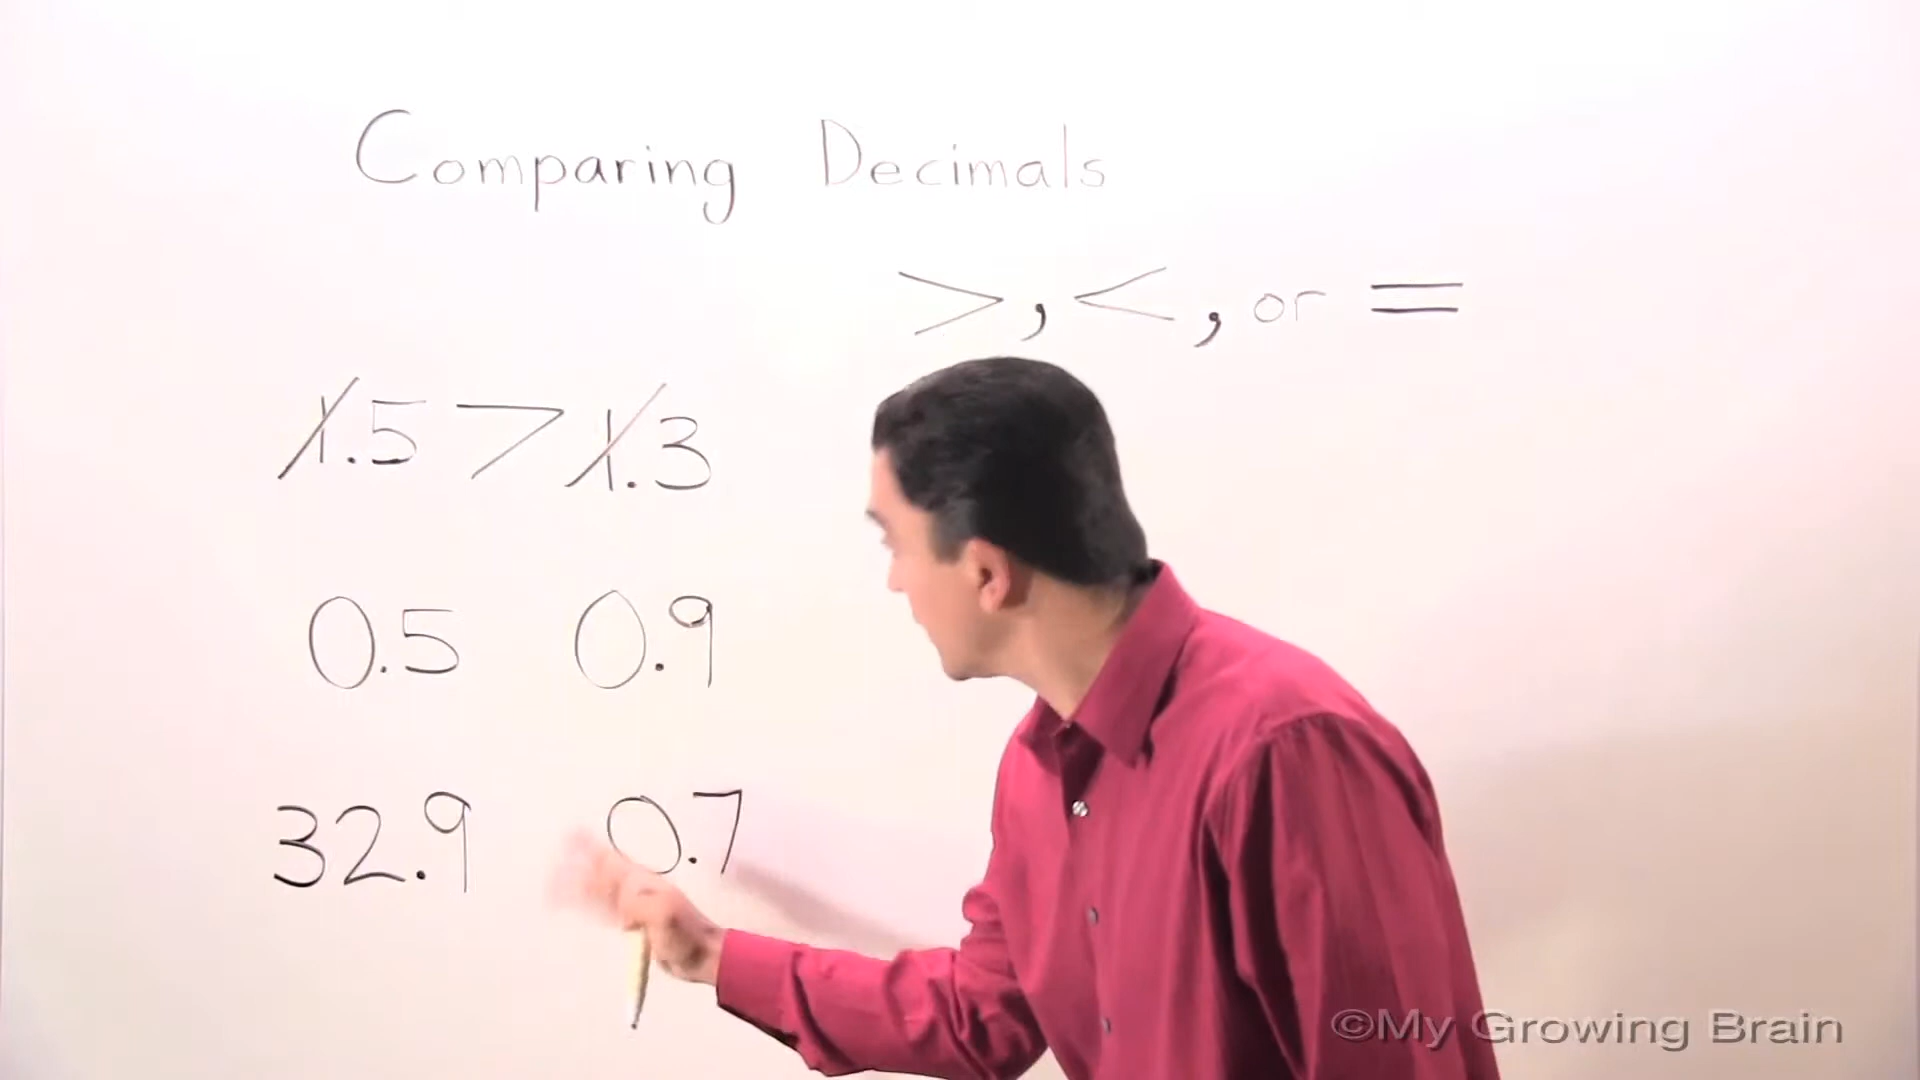 Comparing Decimals
>, <, or =
1.5 > 1.3
0.5 0.9
32.9 0.7
©My Growing Brain